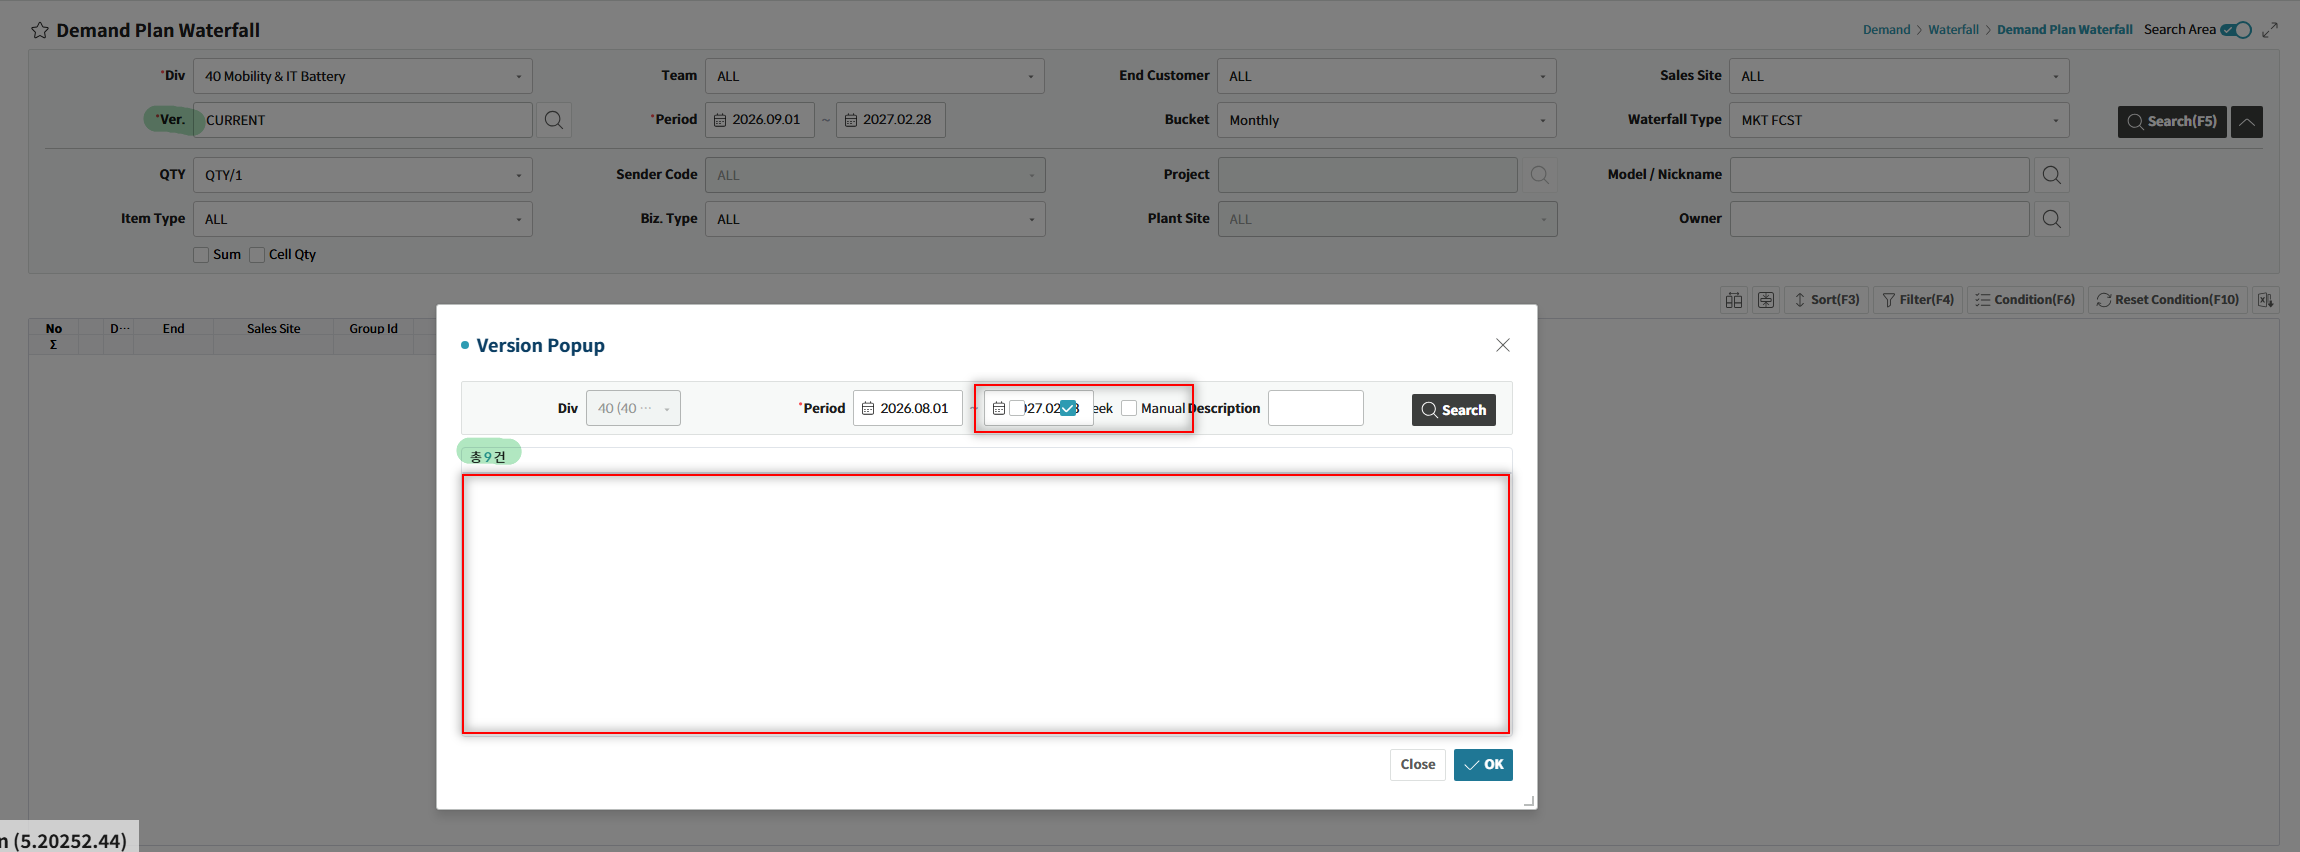 Demand Plan Waterfall
Demand > Waterfall > Demand Plan Waterfall Search Area
*Div 40 Mobility & IT Battery Team ALL End Customer ALL Sales Site ALL
*Ver. CURRENT *Period 2026.09.01 ~ 2027.02.28 Bucket Monthly Waterfall Type MKT FCST Search(F5)
QTY QTY/1 Sender Code ALL Project Model / Nickname
Item Type ALL Biz. Type ALL Plant Site ALL Owner
Sum Cell Qty
Sort(F3) Filter(F4) Condition(F6) Reset Condition(F10)
No D··· End Sales Site Group Id
Σ
Version Popup
Div 40 (40 ··· *Period 2026.08.01 ~ 027.02 3 eek Manual Description Search
총 9 건
Close OK
n (5.20252.44)